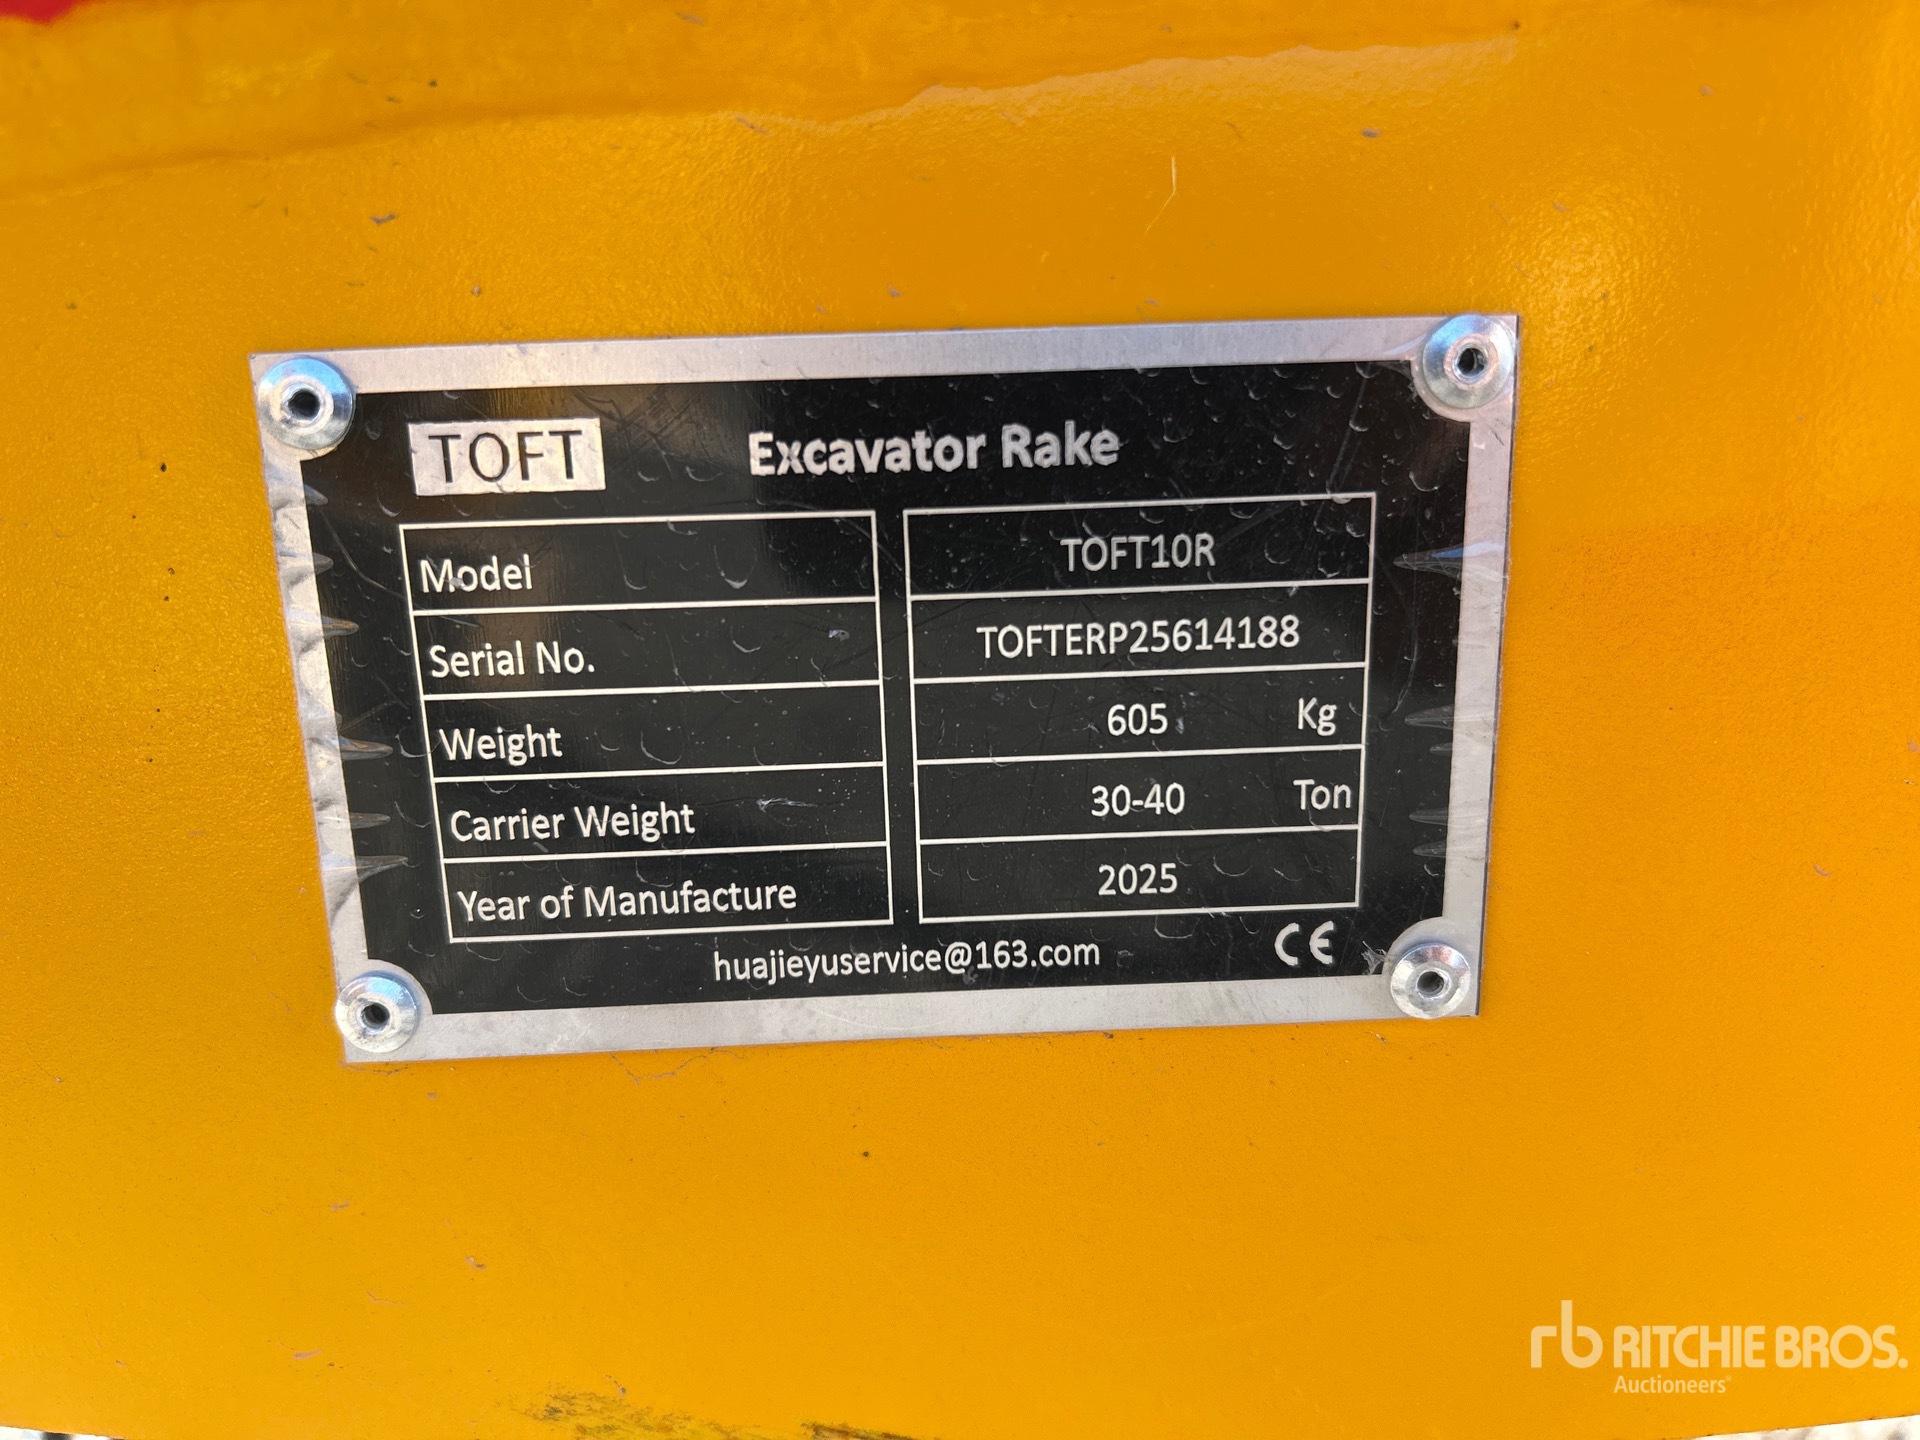 TOFT
Excavator Rake
Model TOFT10R
Serial No. TOFTERP25614188
Weight 605 Kg
Carrier Weight 30-40 Ton
Year of Manufacture 2025
huajieyuservice@163.com CE
rb RITCHIE BROS.
Auctioneers